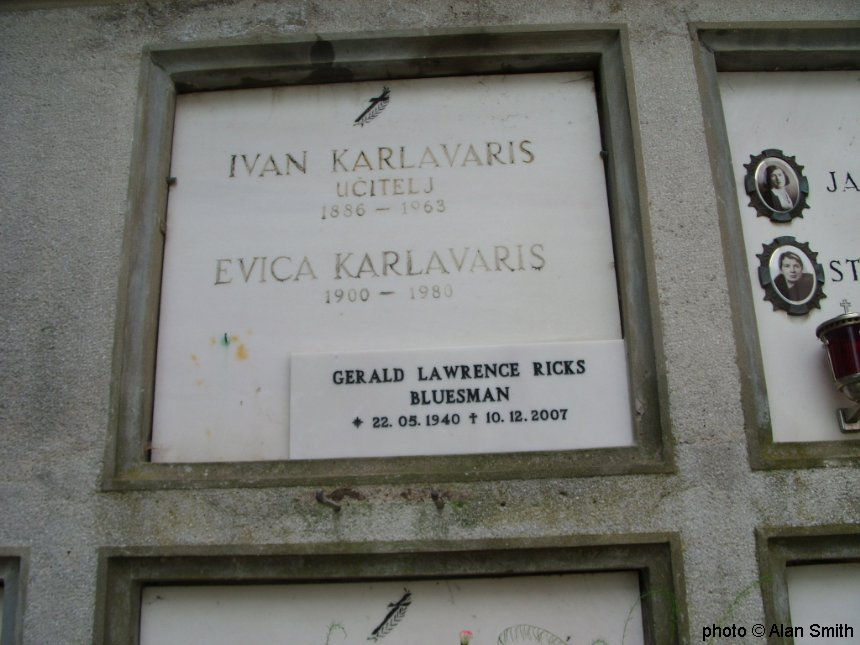 IVAN KARLAVARIS
UČITELJ
1886 – 1963
EVICA KARLAVARIS
1900 – 1980
GERALD LAWRENCE RICKS
BLUESMAN
* 22. 05. 1940 ✝ 10. 12. 2007
JA
ST
photo © Alan Smith